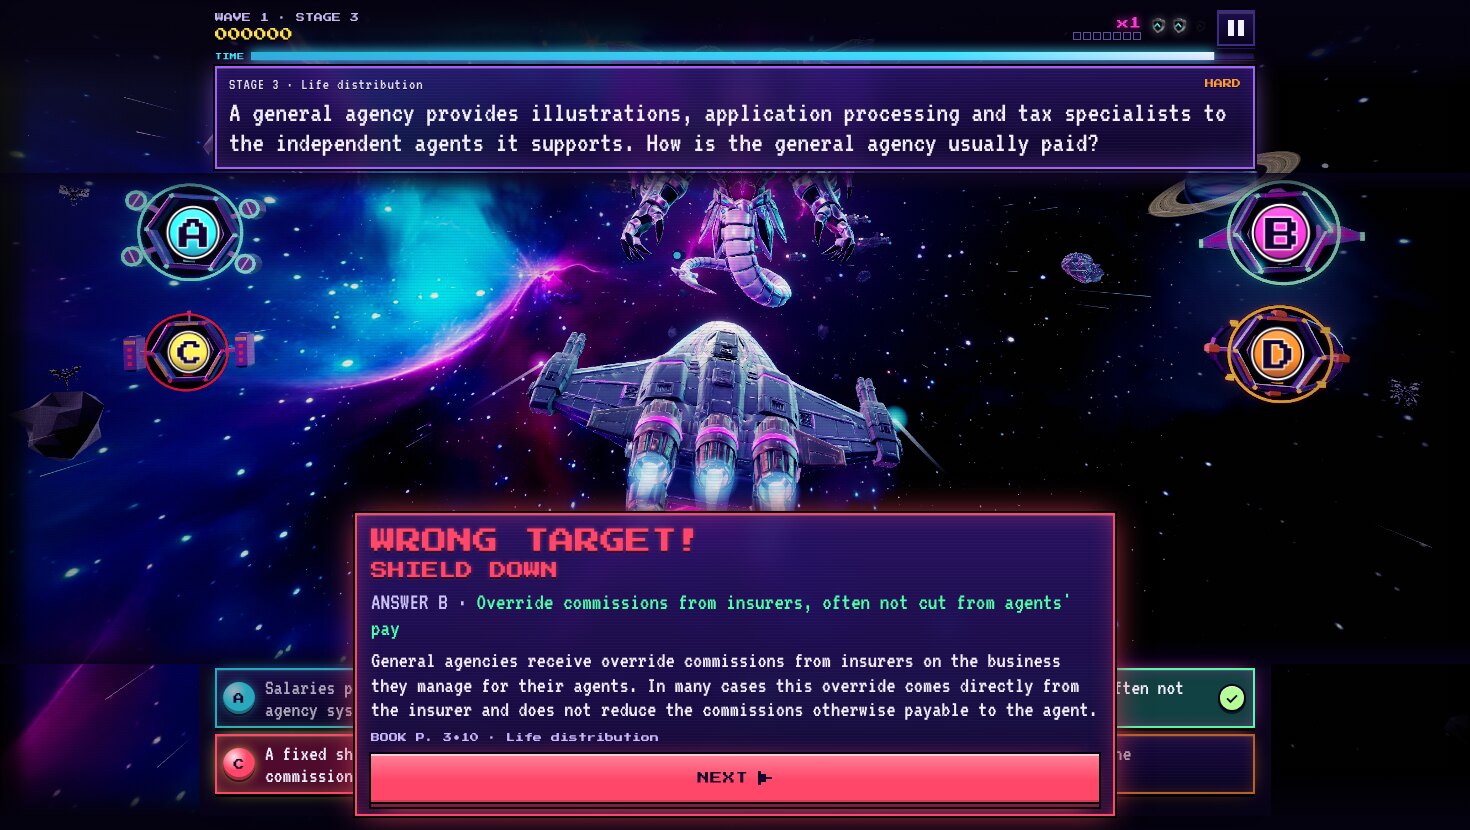 WAVE 1 · STAGE 3
000000
x1
TIME
STAGE 3 · Life distribution
HARD
A general agency provides illustrations, application processing and tax specialists to
the independent agents it supports. How is the general agency usually paid?
A
B
C
D
WRONG TARGET!
SHIELD DOWN
ANSWER B · Override commissions from insurers, often not cut from agents'
pay
General agencies receive override commissions from insurers on the business
they manage for their agents. In many cases this override comes directly from
the insurer and does not reduce the commissions otherwise payable to the agent.
BOOK P. 3•10 · Life distribution
NEXT
A
Salaries
agency
not
C
A fixed